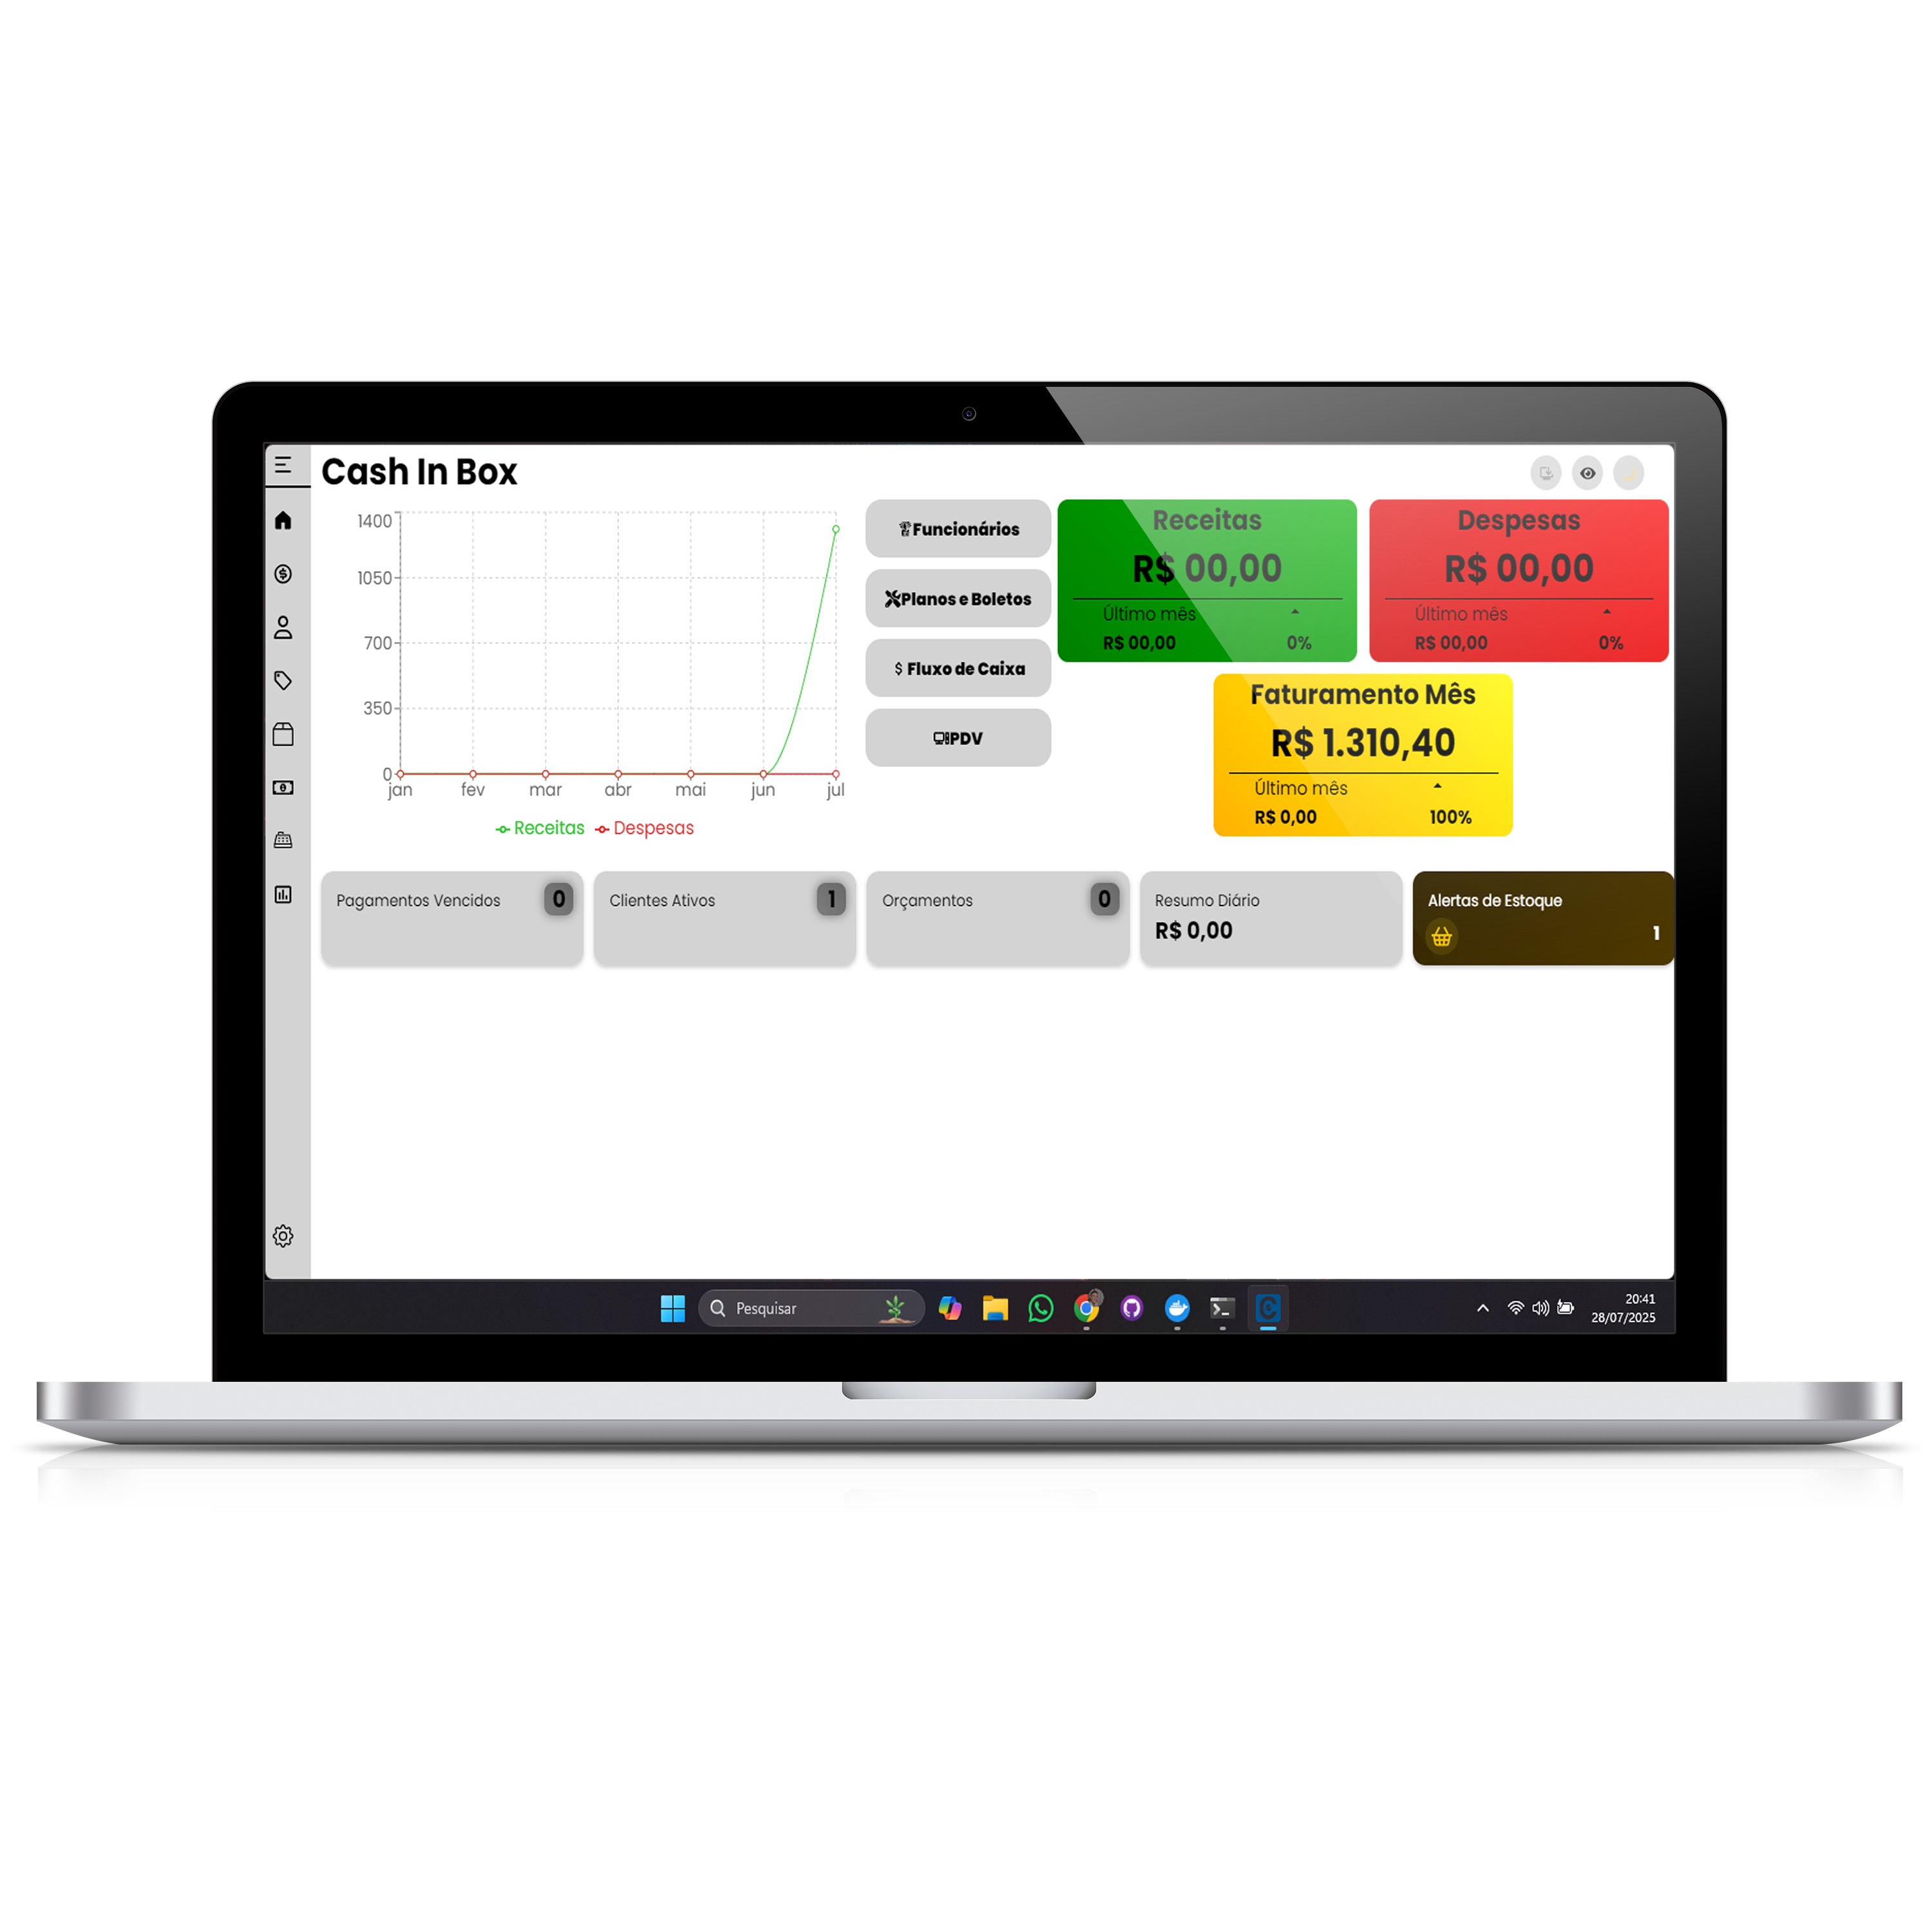 Cash In Box
1400
1050
700
350
0
jan fev mar abr mai jun jul
Receitas Despesas
Funcionários
Planos e Boletos
$ Fluxo de Caixa
PDV
Receitas
R$ 00,00
Último mês
R$ 00,00 0%
Despesas
R$ 00,00
Último mês
R$ 00,00 0%
Faturamento Mês
R$ 1.310,40
Último mês
R$ 0,00 100%
Pagamentos Vencidos 0
Clientes Ativos 1
Orçamentos 0
Resumo Diário
R$ 0,00
Alertas de Estoque
1
Pesquisar
20:41
28/07/2025